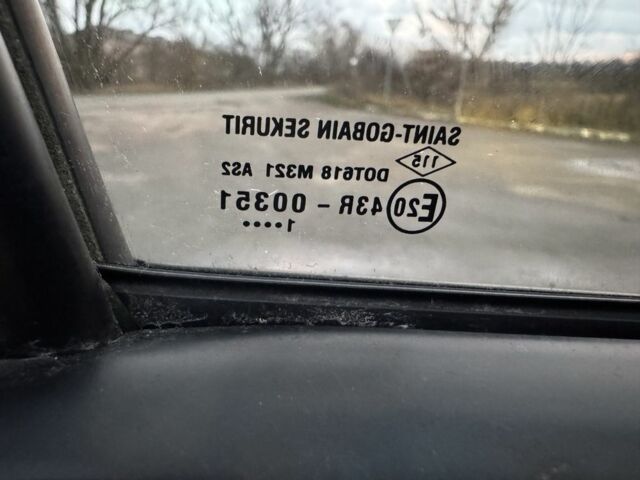 SAINT-GOBAIN SEKURIT
115
DOT618 M321 AS2
E20 43R - 00351
1••••